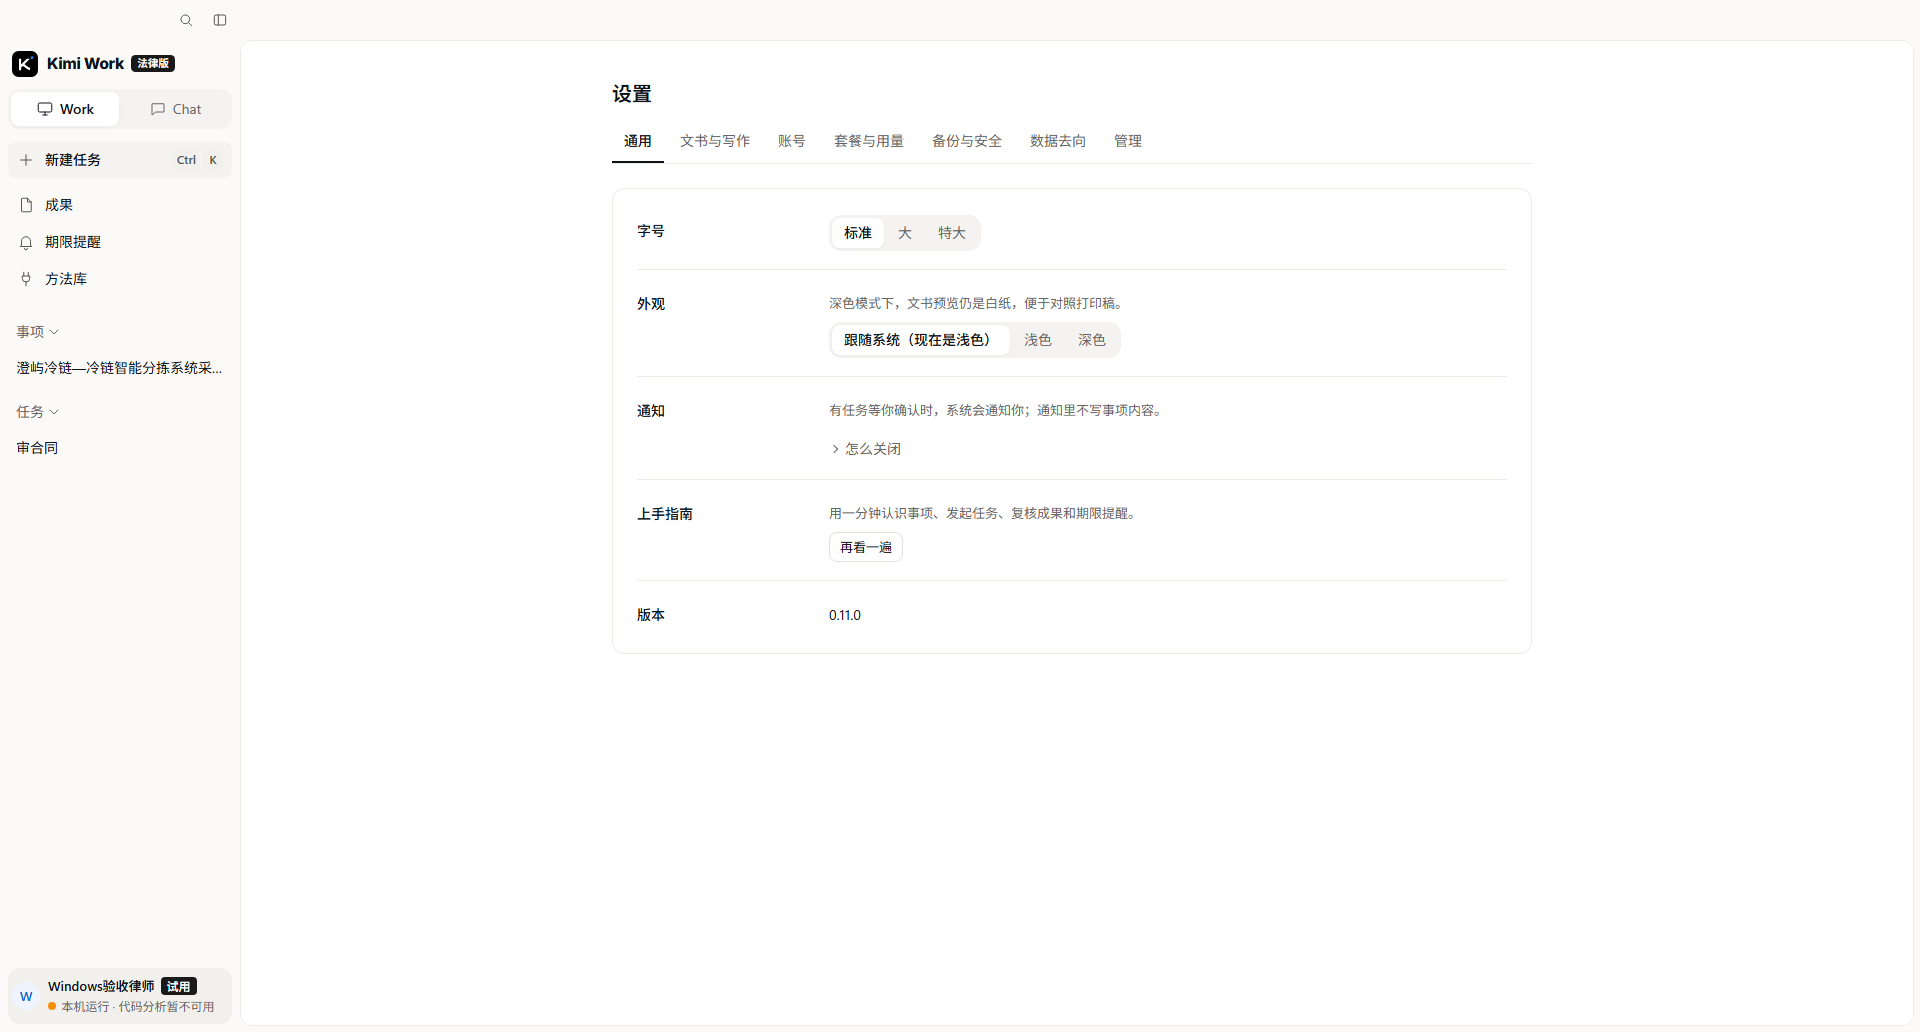 Kimi Work 法律版
Work
Chat
新建任务 Ctrl K
成果
期限提醒
方法库
事项
澄屿冷链—冷链智能分拣系统采...
任务
审合同
Windows验收律师 试用
W
本机运行 · 代码分析暂不可用
设置
通用 文书与写作 账号 套餐与用量 备份与安全 数据去向 管理
字号
标准 大 特大
外观
深色模式下，文书预览仍是白纸，便于对照打印稿。
跟随系统（现在是浅色） 浅色 深色
通知
有任务等你确认时，系统会通知你；通知里不写事项内容。
怎么关闭
上手指南
用一分钟认识事项、发起任务、复核成果和期限提醒。
再看一遍
版本
0.11.0